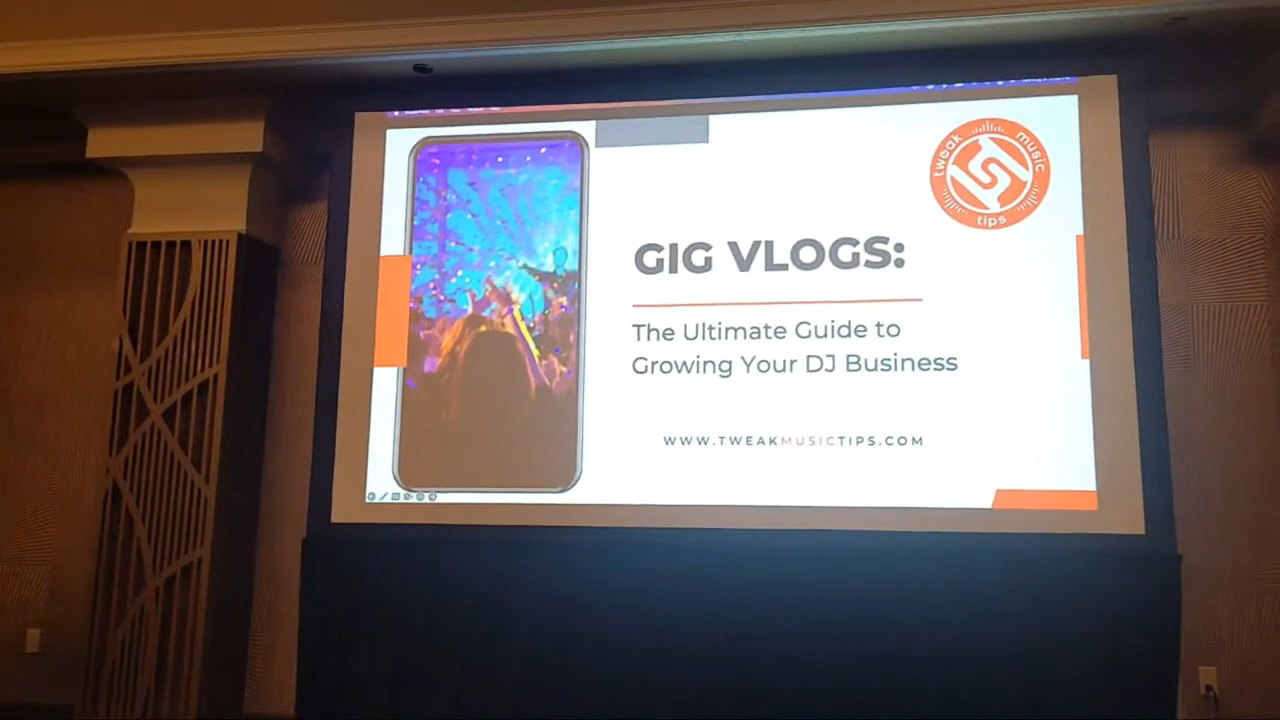 tweak music
tips
GIG VLOGS:
The Ultimate Guide to
Growing Your DJ Business
WWW.TWEAKMUSICTIPS.COM